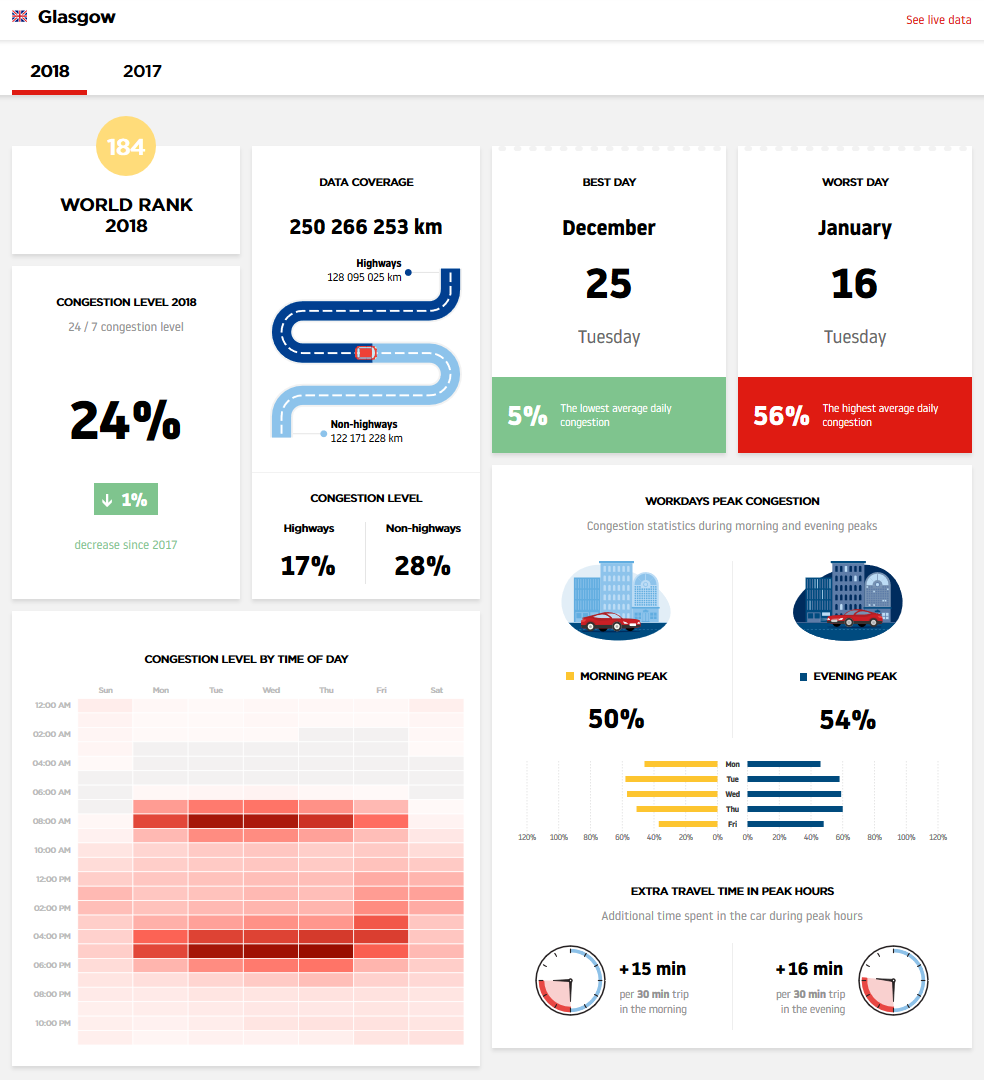 Glasgow
See live data
2018
2017
184
WORLD RANK
2018
CONGESTION LEVEL 2018
24 / 7 congestion level
24%
1%
decrease since 2017
DATA COVERAGE
250 266 253 km
Highways
128 095 025 km
Non-highways
122 171 228 km
CONGESTION LEVEL
Highways
Non-highways
17%
28%
BEST DAY
December
25
Tuesday
5%
The lowest average daily
congestion
WORST DAY
January
16
Tuesday
56%
The highest average daily
congestion
WORKDAYS PEAK CONGESTION
Congestion statistics during morning and evening peaks
MORNING PEAK
50%
EVENING PEAK
54%
Mon
Tue
Wed
Thu
Fri
120% 100% 80% 60% 40% 20% 0% 0% 20% 40% 60% 80% 100% 120%
EXTRA TRAVEL TIME IN PEAK HOURS
Additional time spent in the car during peak hours
+15 min
per 30 min trip
in the morning
+16 min
per 30 min trip
in the evening
CONGESTION LEVEL BY TIME OF DAY
Sun Mon Tue Wed Thu Fri Sat
12:00 AM
02:00 AM
04:00 AM
06:00 AM
08:00 AM
10:00 AM
12:00 PM
02:00 PM
04:00 PM
06:00 PM
08:00 PM
10:00 PM